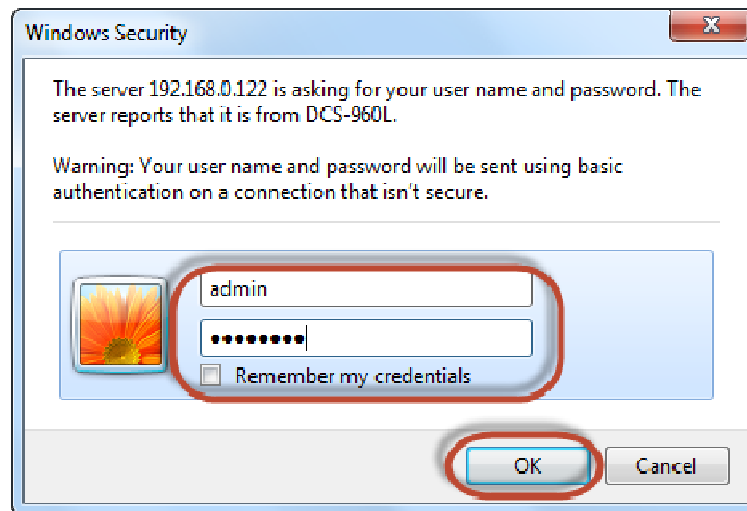 Windows Security
The server 192.168.0.122 is asking for your user name and password. The
server reports that it is from DCS-960L.
Warning: Your user name and password will be sent using basic
authentication on a connection that isn't secure.
admin
••••••••
Remember my credentials
OK
Cancel